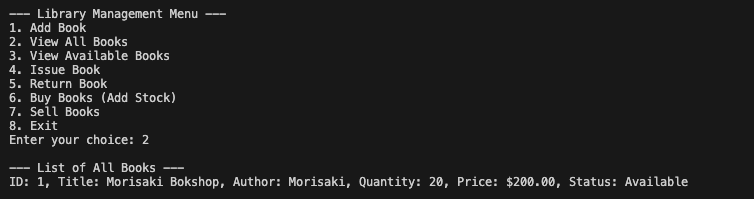 --- Library Management Menu ---
1. Add Book
2. View All Books
3. View Available Books
4. Issue Book
5. Return Book
6. Buy Books (Add Stock)
7. Sell Books
8. Exit
Enter your choice: 2
--- List of All Books ---
ID: 1, Title: Morisaki Bokshop, Author: Morisaki, Quantity: 20, Price: $200.00, Status: Available